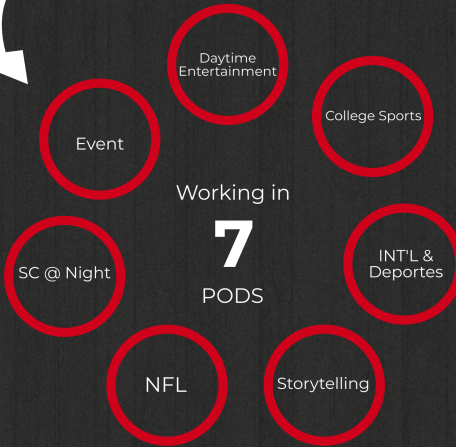 Daytime
Entertainment
College Sports
Event
Working in
7
PODS
INT'L &
Deportes
SC @ Night
NFL
Storytelling